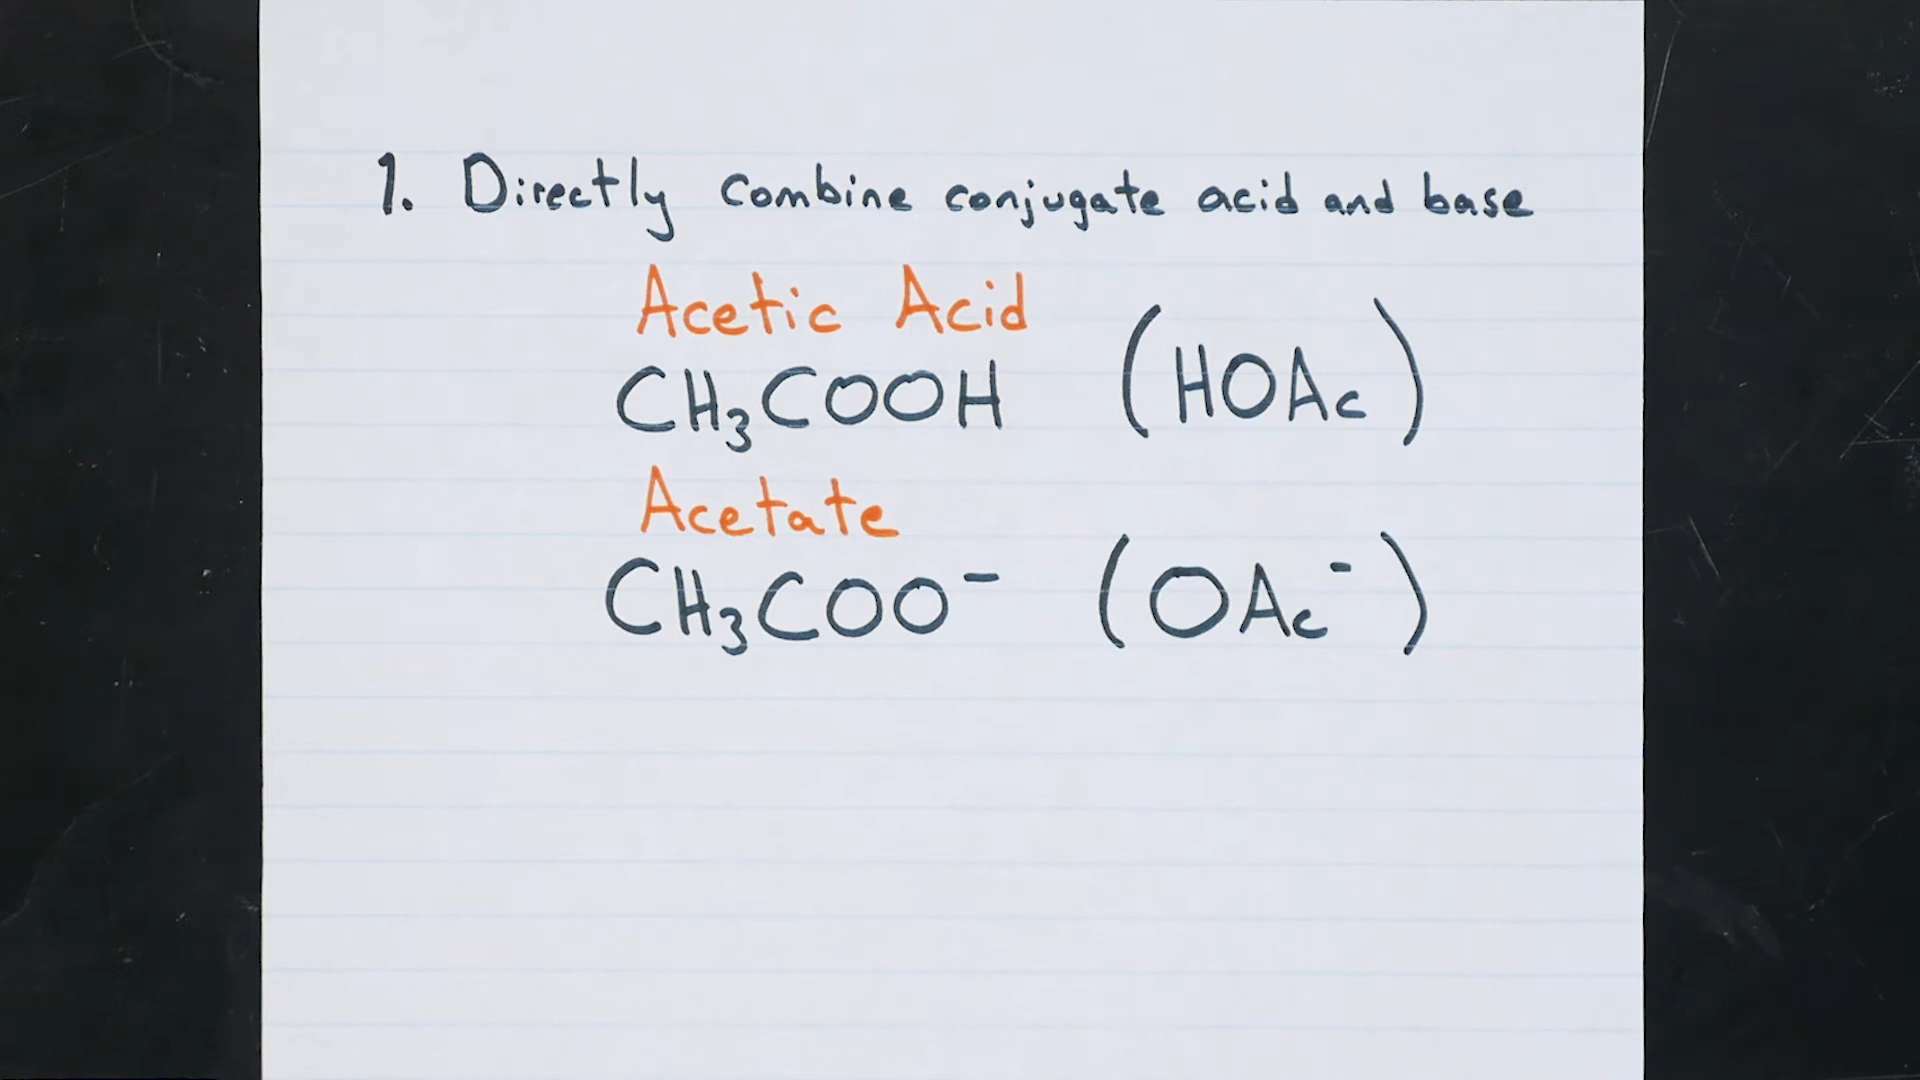 1. Directly combine conjugate acid and base
Acetic Acid
CH₃COOH (HOAc)
Acetate
CH₃COO⁻ (OAc⁻)